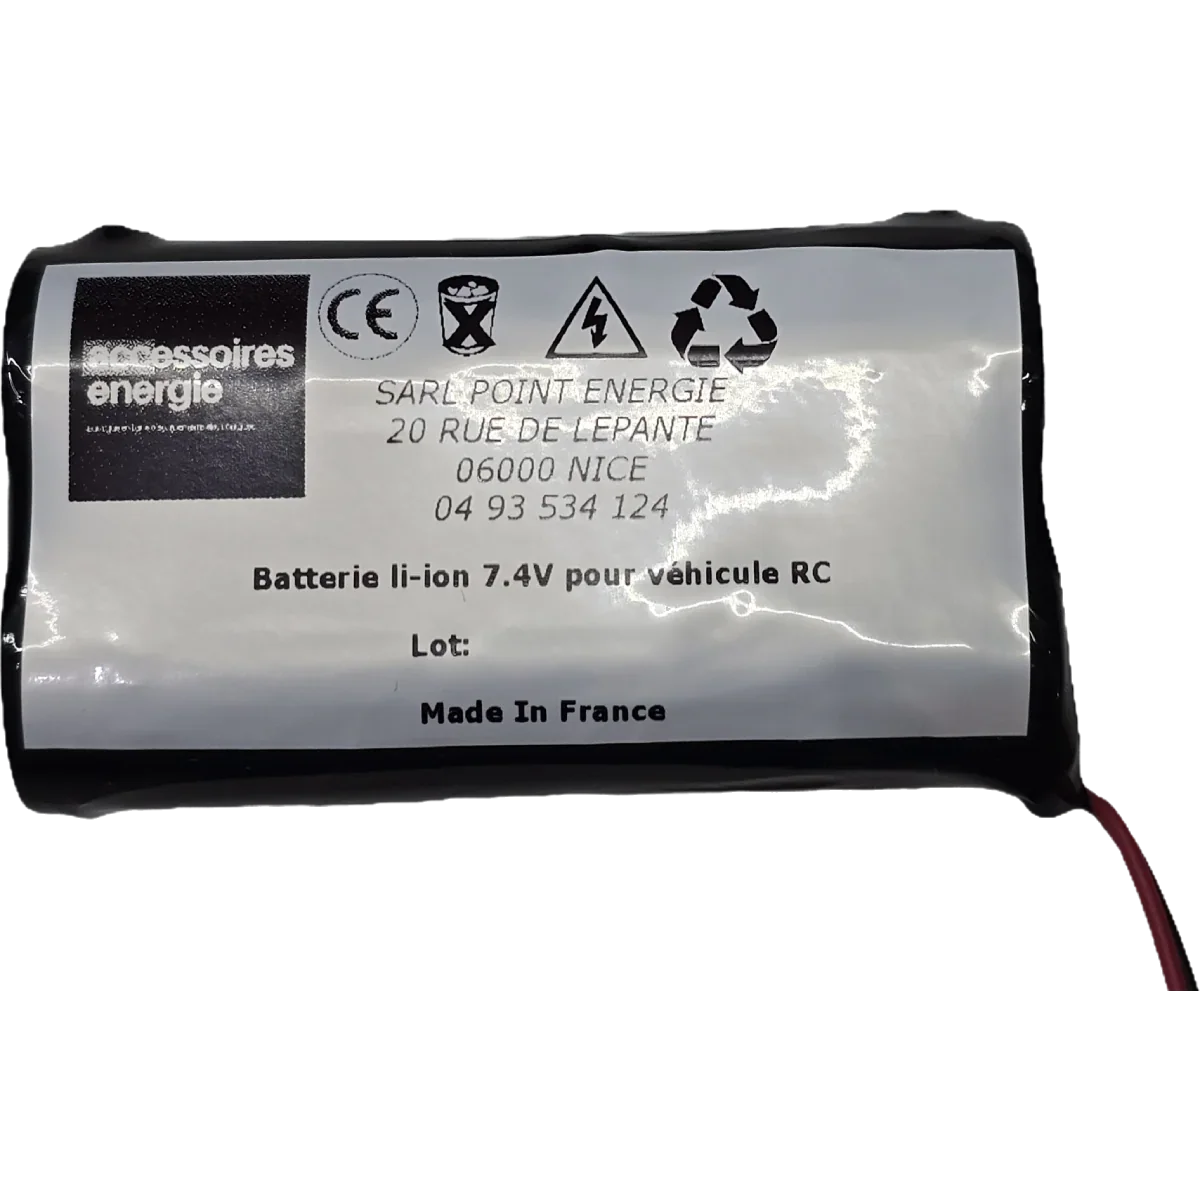 accessoires
energie
CE
SARL POINT ENERGIE
20 RUE DE LEPANTE
06000 NICE
04 93 534 124
Batterie li-ion 7.4V pour véhicule RC
Lot:
Made In France